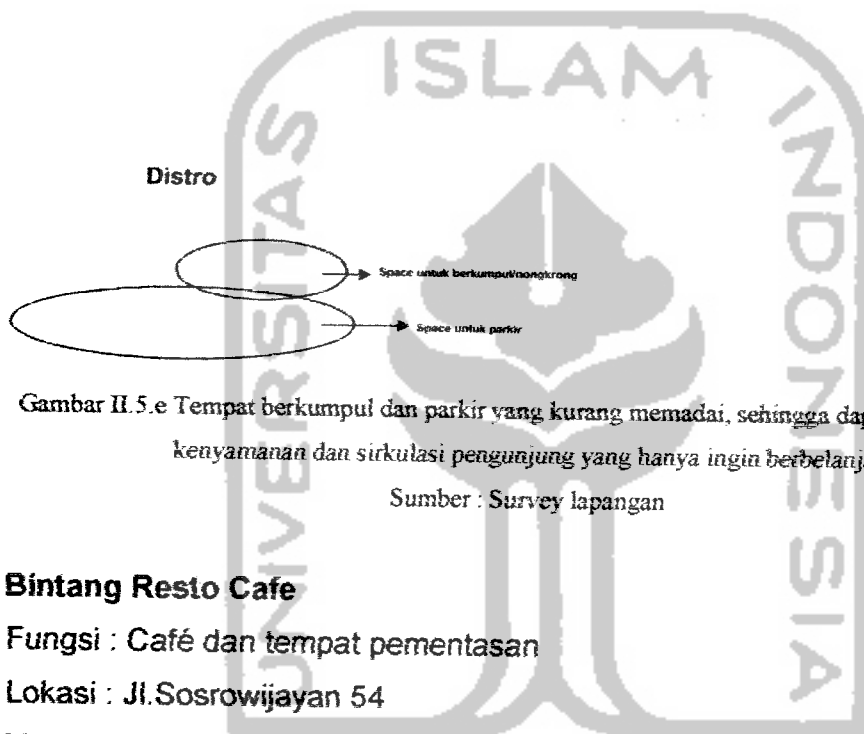 UNIVERSITAS ISLAM INDONESIA
Distro
Space untuk berkumpul/nongkrong
Space untuk parkir
Gambar II.5.e Tempat berkumpul dan parkir yang kurang memadai, sehingga
kenyamanan dan sirkulasi pengunjung yang hanya ingin
Sumber : Survey lapangan
Bintang Resto Cafe
Fungsi : Café dan tempat pementasan
Lokasi : Jl.Sosrowijayan 54